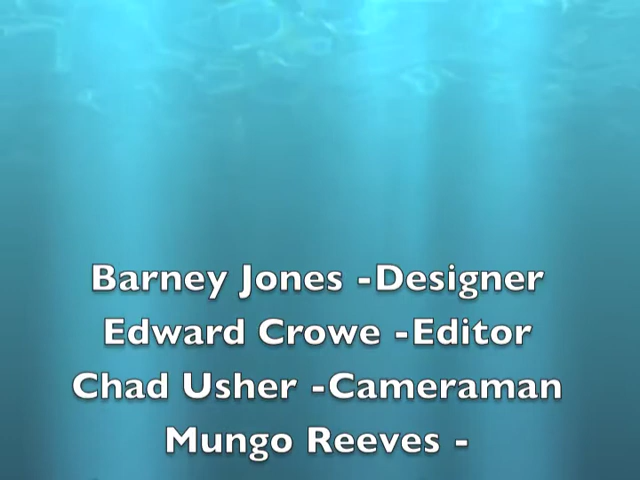 Barney Jones -Designer
Edward Crowe -Editor
Chad Usher -Cameraman
Mungo Reeves -